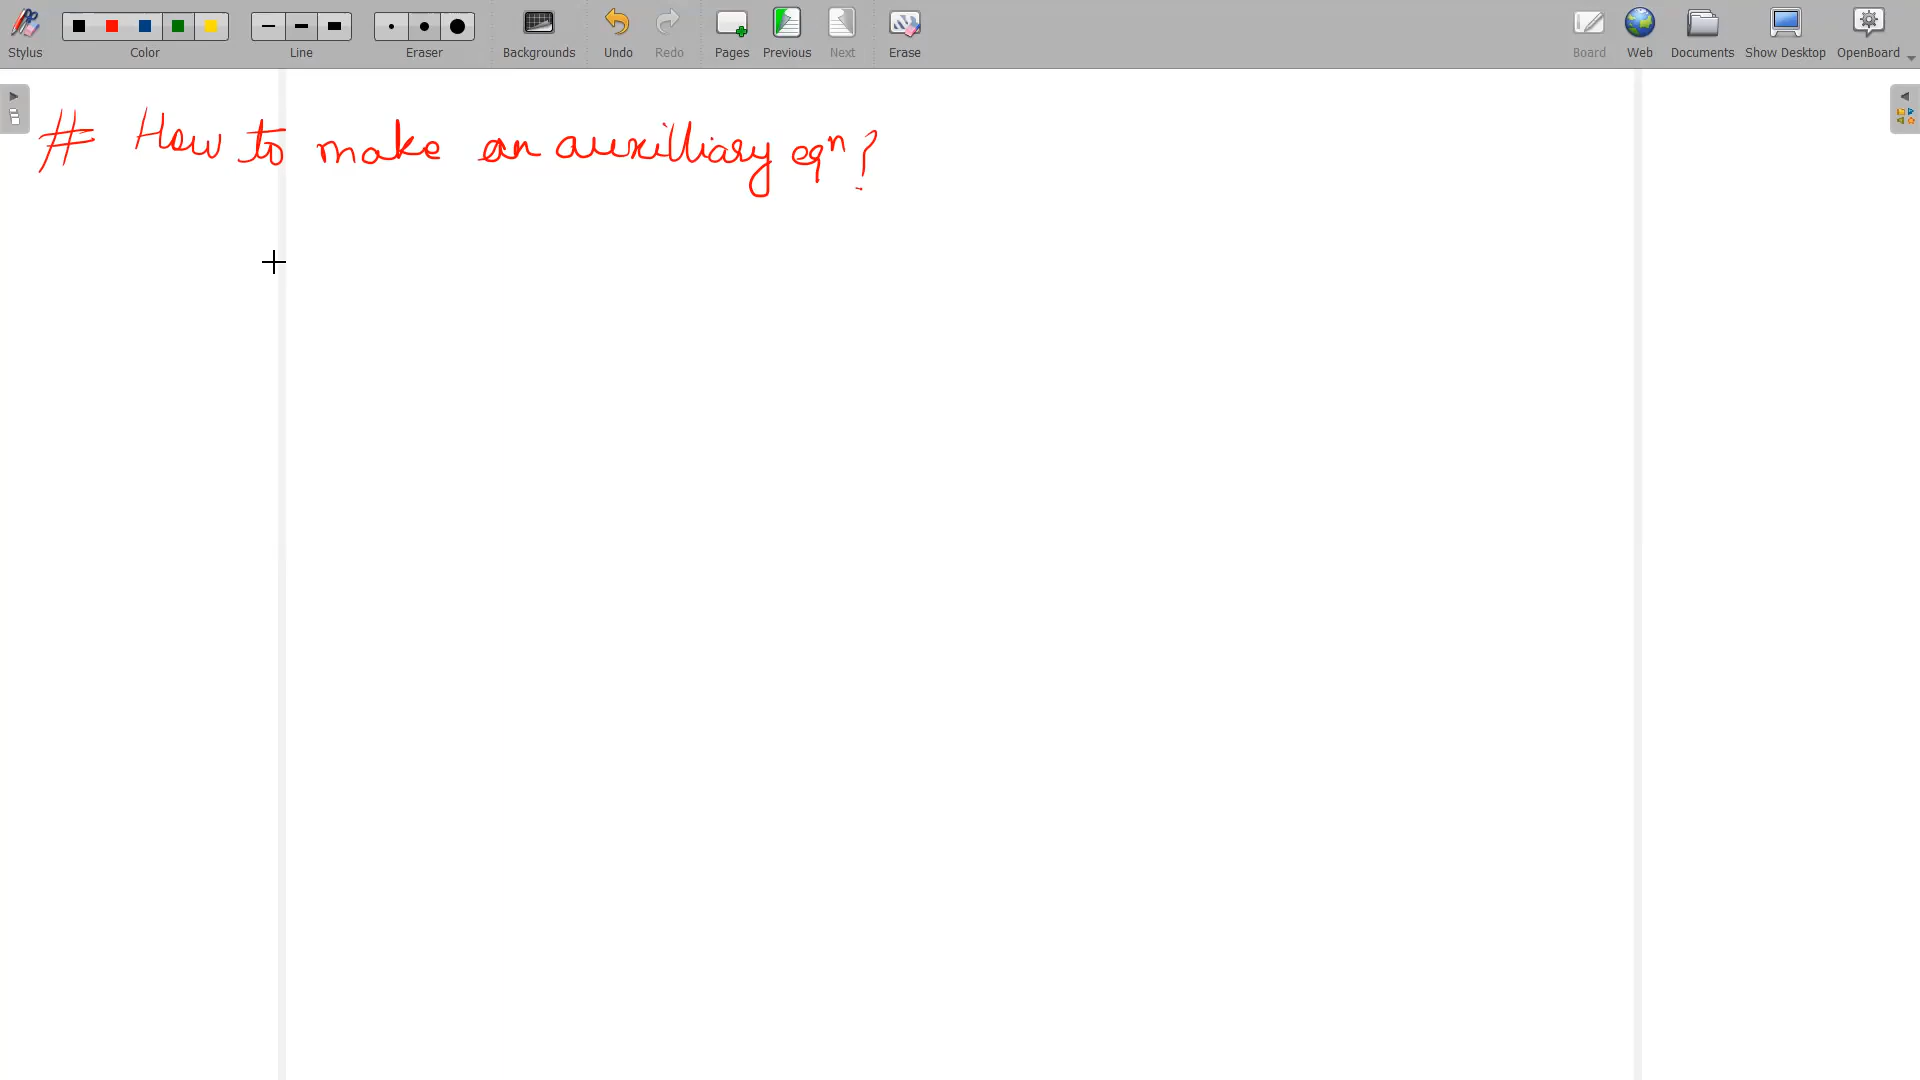 Stylus Color Line Eraser Backgrounds Undo Redo Pages Previous Next Erase Board Web Documents Show Desktop OpenBoard
# How to make an auxilliary eqⁿ?